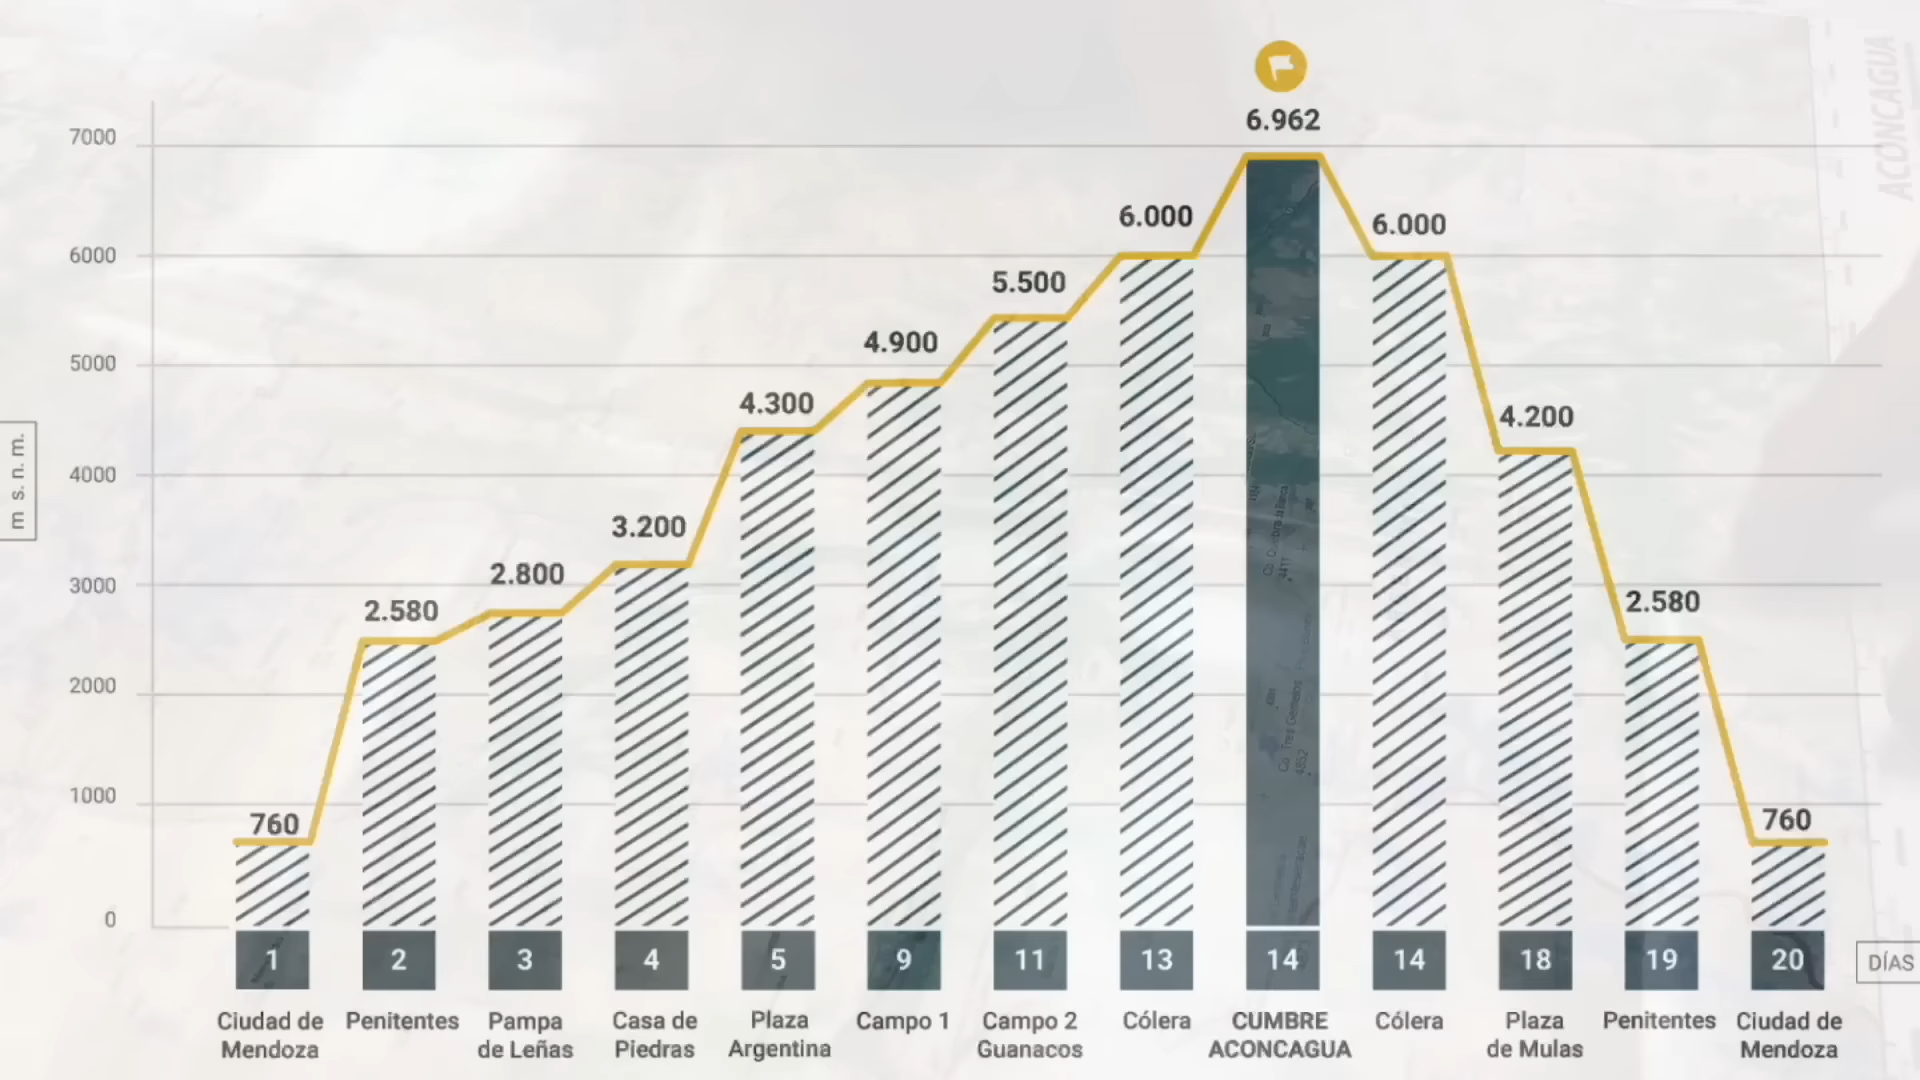 ACONCAGUA
6.962
7000
6.000
6.000
6000
5.500
4.900
5000
4.300
4.200
m s. n. m.
4000
3.200
2.800
3000
2.580
2.580
2000
1000
760
760
0
1
2
3
4
5
9
11
13
14
14
18
19
20
DÍAS
Ciudad de
Mendoza
Penitentes
Pampa
de Leñas
Casa de
Piedras
Plaza
Argentina
Campo 1
Campo 2
Guanacos
Cólera
CUMBRE
ACONCAGUA
Cólera
Plaza
de Mulas
Penitentes
Ciudad de
Mendoza